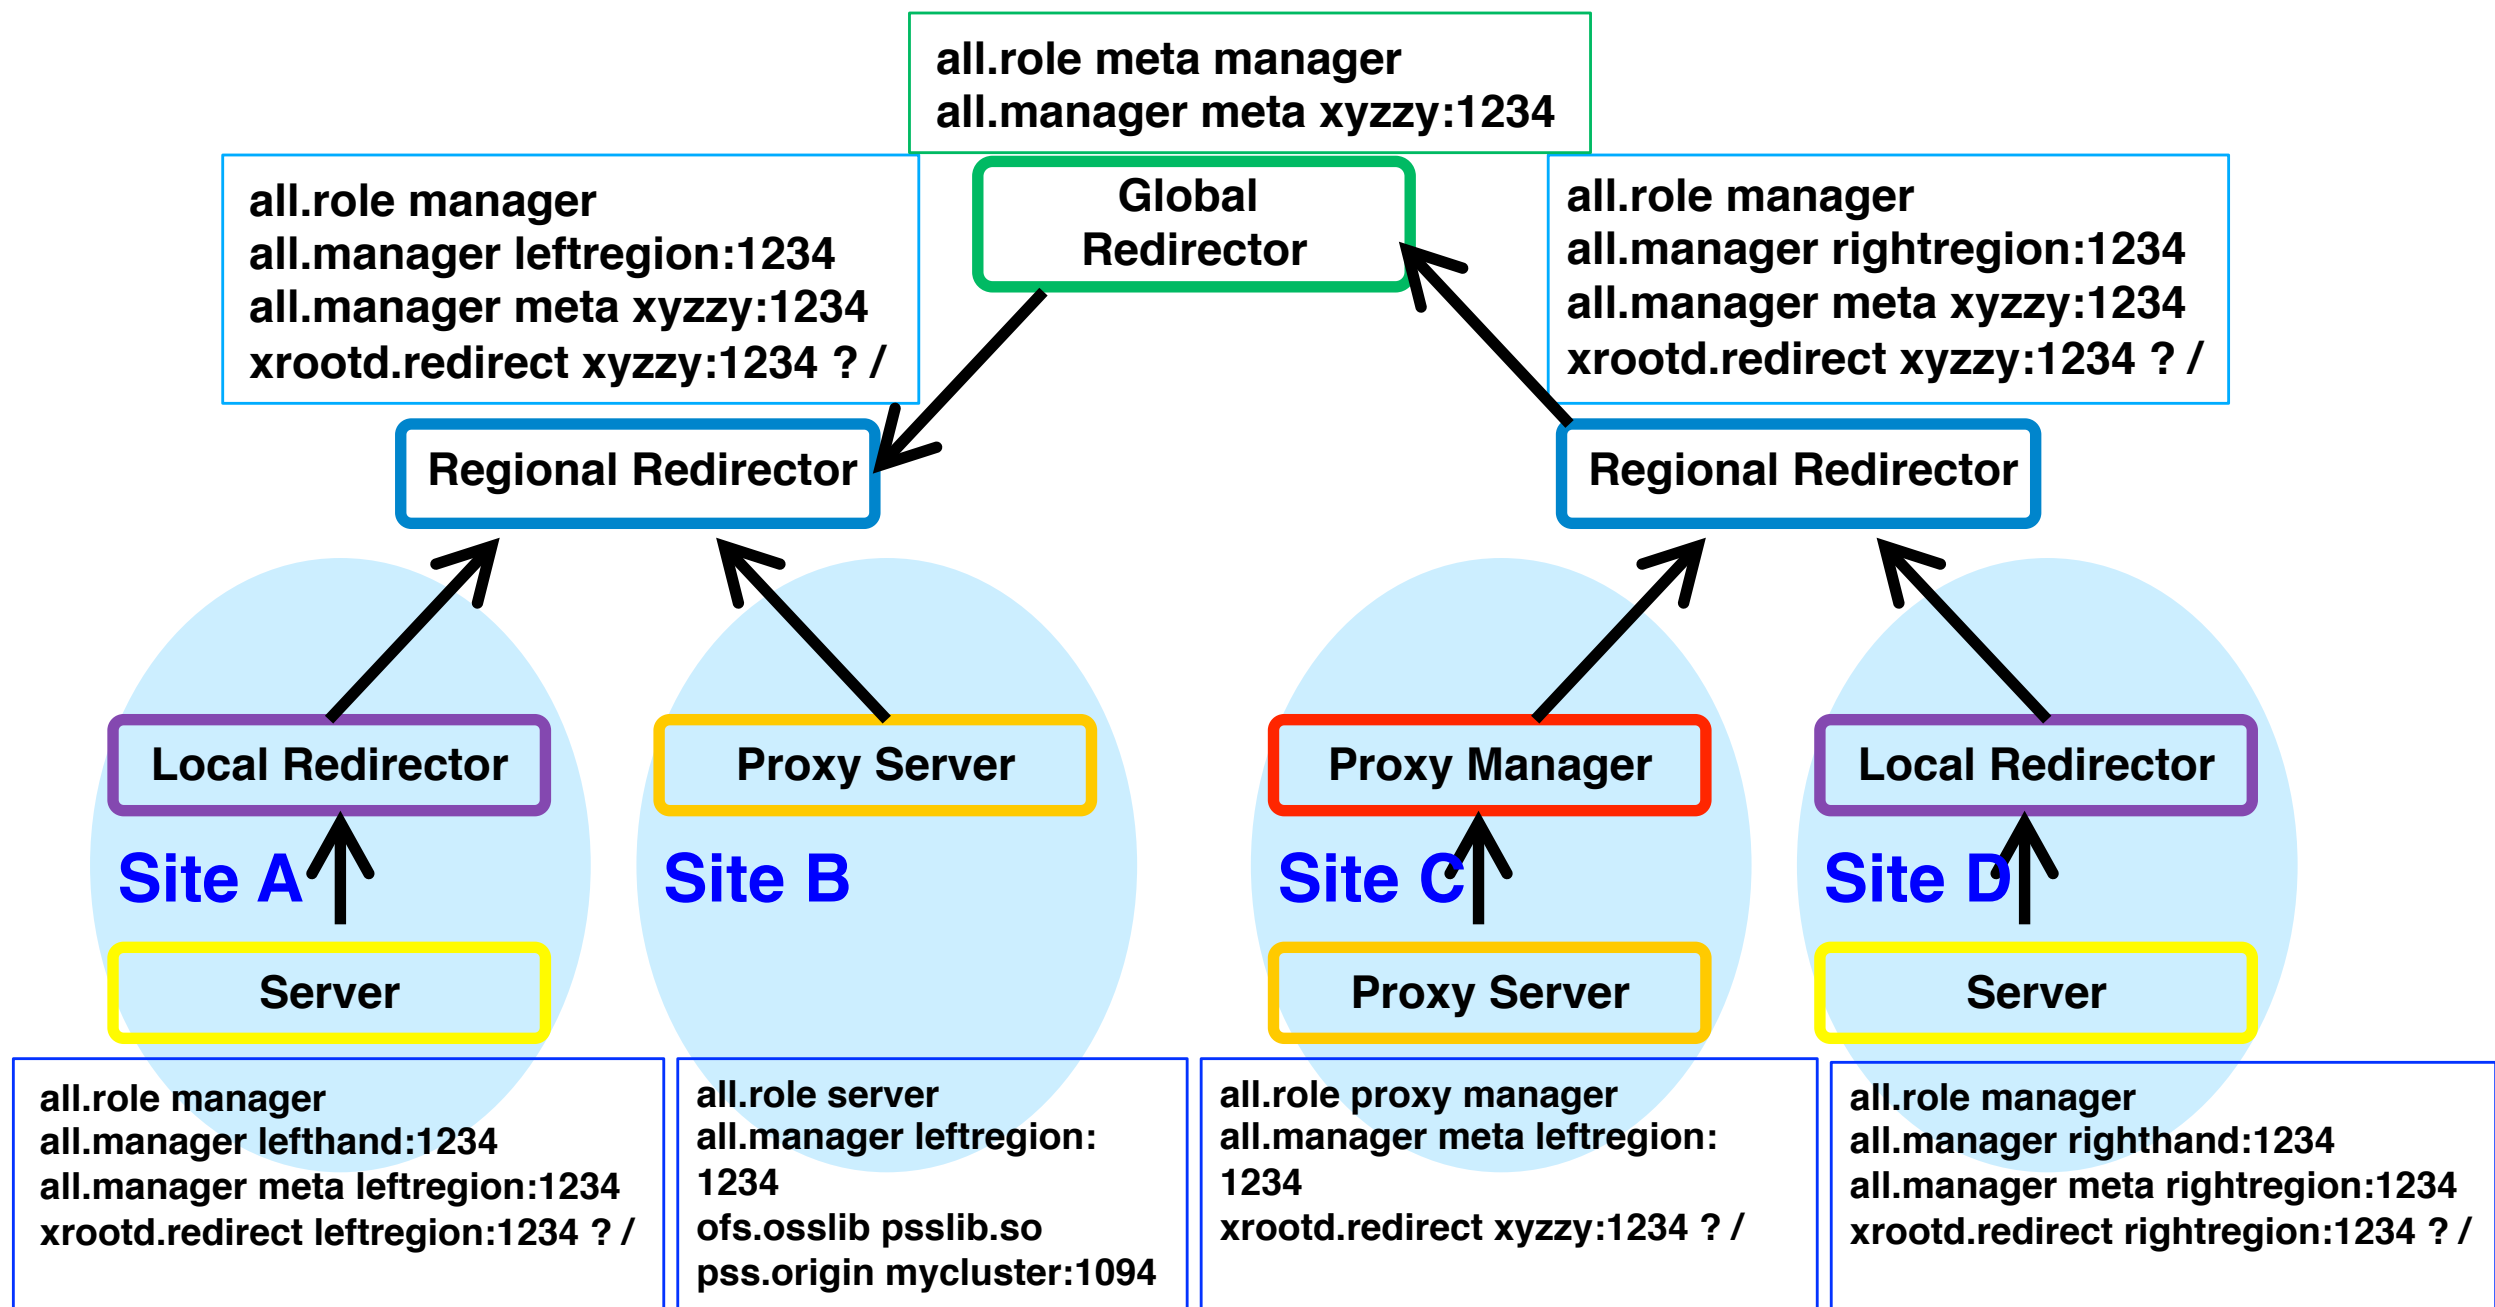 all.role meta manager
all.manager meta xyzzy:1234
all.role manager
all.manager leftregion:1234
all.manager meta xyzzy:1234
xrootd.redirect xyzzy:1234 ? /
Global
Redirector
all.role manager
all.manager rightregion:1234
all.manager meta xyzzy:1234
xrootd.redirect xyzzy:1234 ? /
Regional Redirector
Regional Redirector
Local Redirector
Proxy Server
Proxy Manager
Local Redirector
Site A
Site B
Site C
Site D
Server
Proxy Server
Server
all.role manager
all.manager lefthand:1234
all.manager meta leftregion:1234
xrootd.redirect leftregion:1234 ? /
all.role server
all.manager leftregion:
1234
ofs.osslib psslib.so
pss.origin mycluster:1094
all.role proxy manager
all.manager meta leftregion:
1234
xrootd.redirect xyzzy:1234 ? /
all.role manager
all.manager righthand:1234
all.manager meta rightregion:1234
xrootd.redirect rightregion:1234 ? /